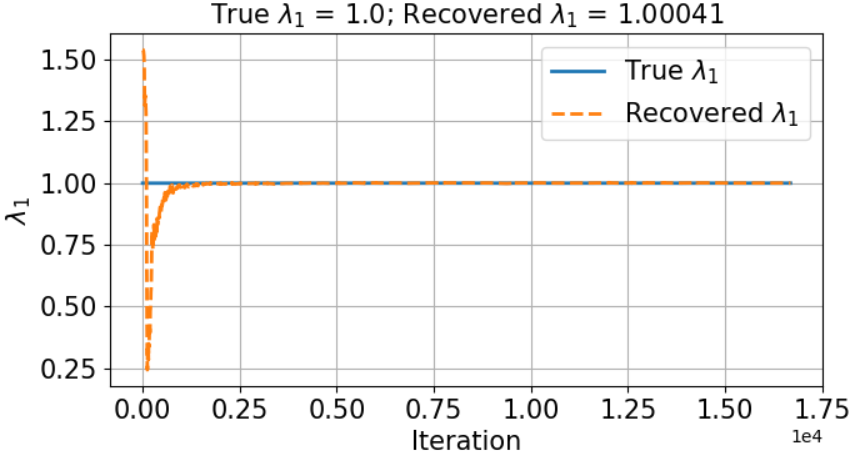 True λ₁ = 1.0; Recovered λ₁ = 1.00041
1.50
1.25
1.00
0.75
0.50
0.25
λ₁
True λ₁
Recovered λ₁
0.00 0.25 0.50 0.75 1.00 1.25 1.50 1.75
1e4
Iteration